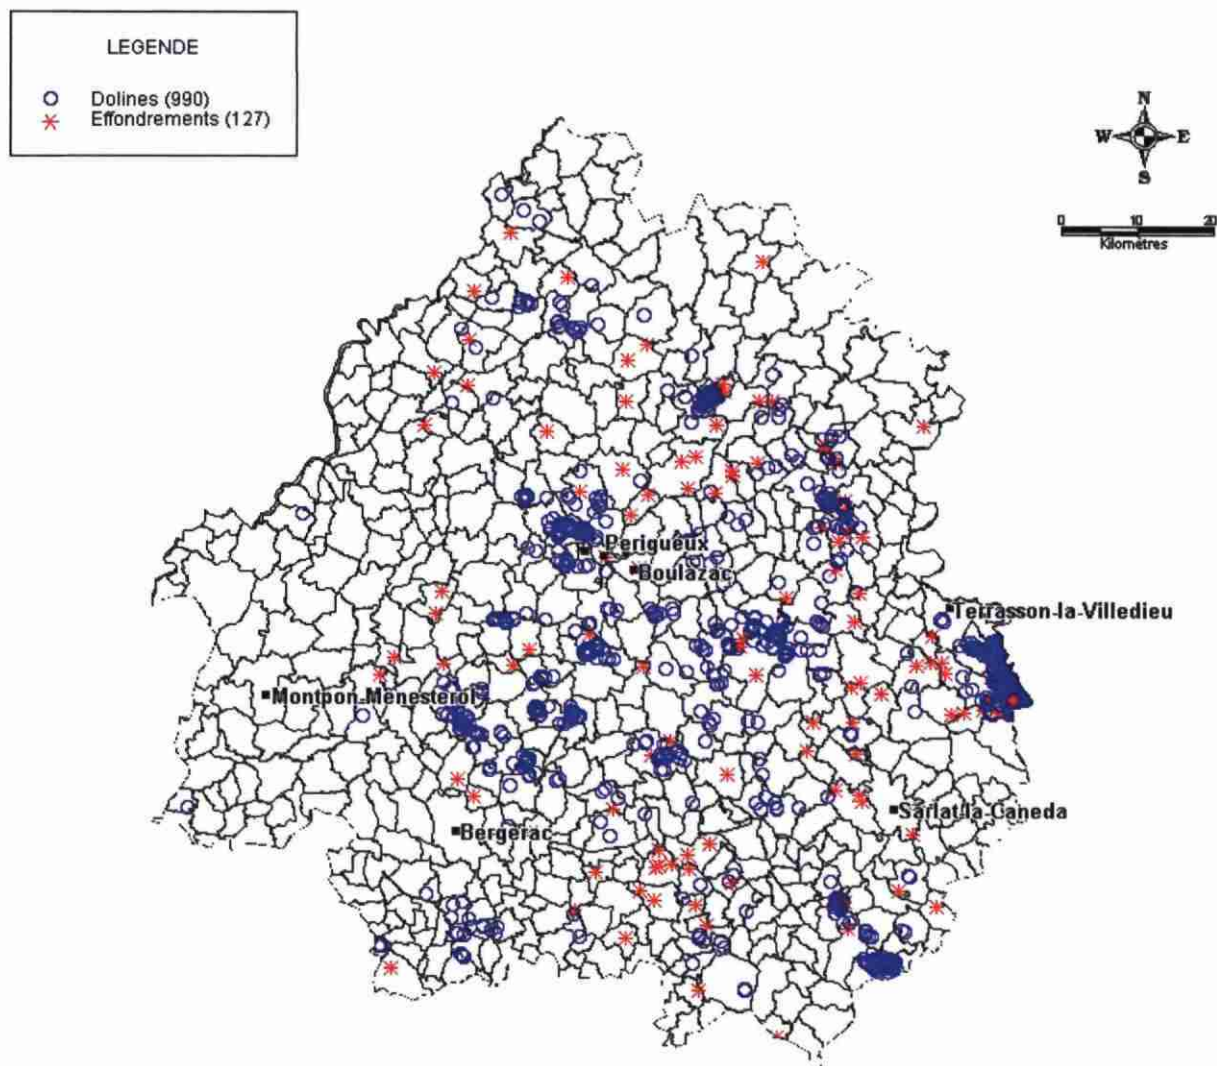 LEGENDE
Dolines (990)
Effondrements (127)
N
W E
S
0 10 20
Kilometres
Perigueux
Boulazac
Terrasson-la-Villedieu
Montpon-Menesterol
Sarlat-la-Caneda
Bergerac